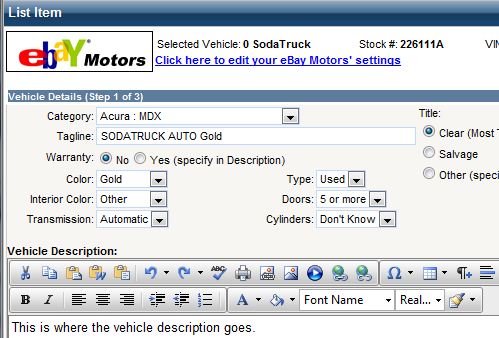 List Item
ebay Motors
Selected Vehicle: 0 SodaTruck Stock #: 226111A VIN
Click here to edit your eBay Motors' settings
Vehicle Details (Step 1 of 3)
Category: Acura : MDX Title:
Tagline: SODATRUCK AUTO Gold Clear (Most T
Warranty: No Yes (specify in Description) Salvage
Color: Gold Type: Used Other (speci
Interior Color: Other Doors: 5 or more
Transmission: Automatic Cylinders: Don't Know
Vehicle Description:
ABC
B I A Font Name Real...
This is where the vehicle description goes.